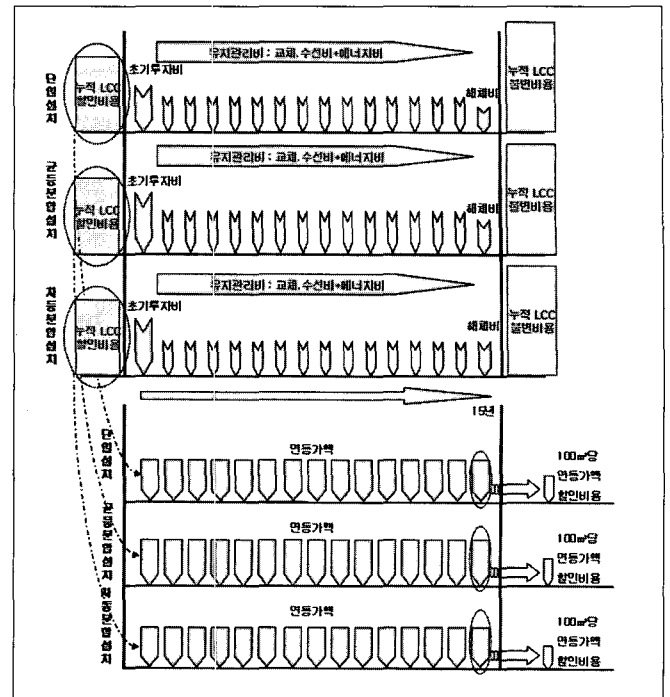 유지관리비 : 교체, 수선비+에너지비
단일설치
누적 LCC
할인비용
초기투자비
해체비
누적 LCC
불변비용
유지관리비 : 교체, 수선비+에너지비
균등분할설치
누적 LCC
할인비용
초기투자비
해체비
누적 LCC
불변비용
유지관리비 : 교체, 수선비+에너지비
차등분할설치
누적 LCC
할인비용
초기투자비
해체비
누적 LCC
불변비용
15년
단일설치
연등가액
100㎡당
연등가액
할인비용
균등분할설치
연등가액
100㎡당
연등가액
할인비용
차등분할설치
연등가액
100㎡당
연등가액
할인비용